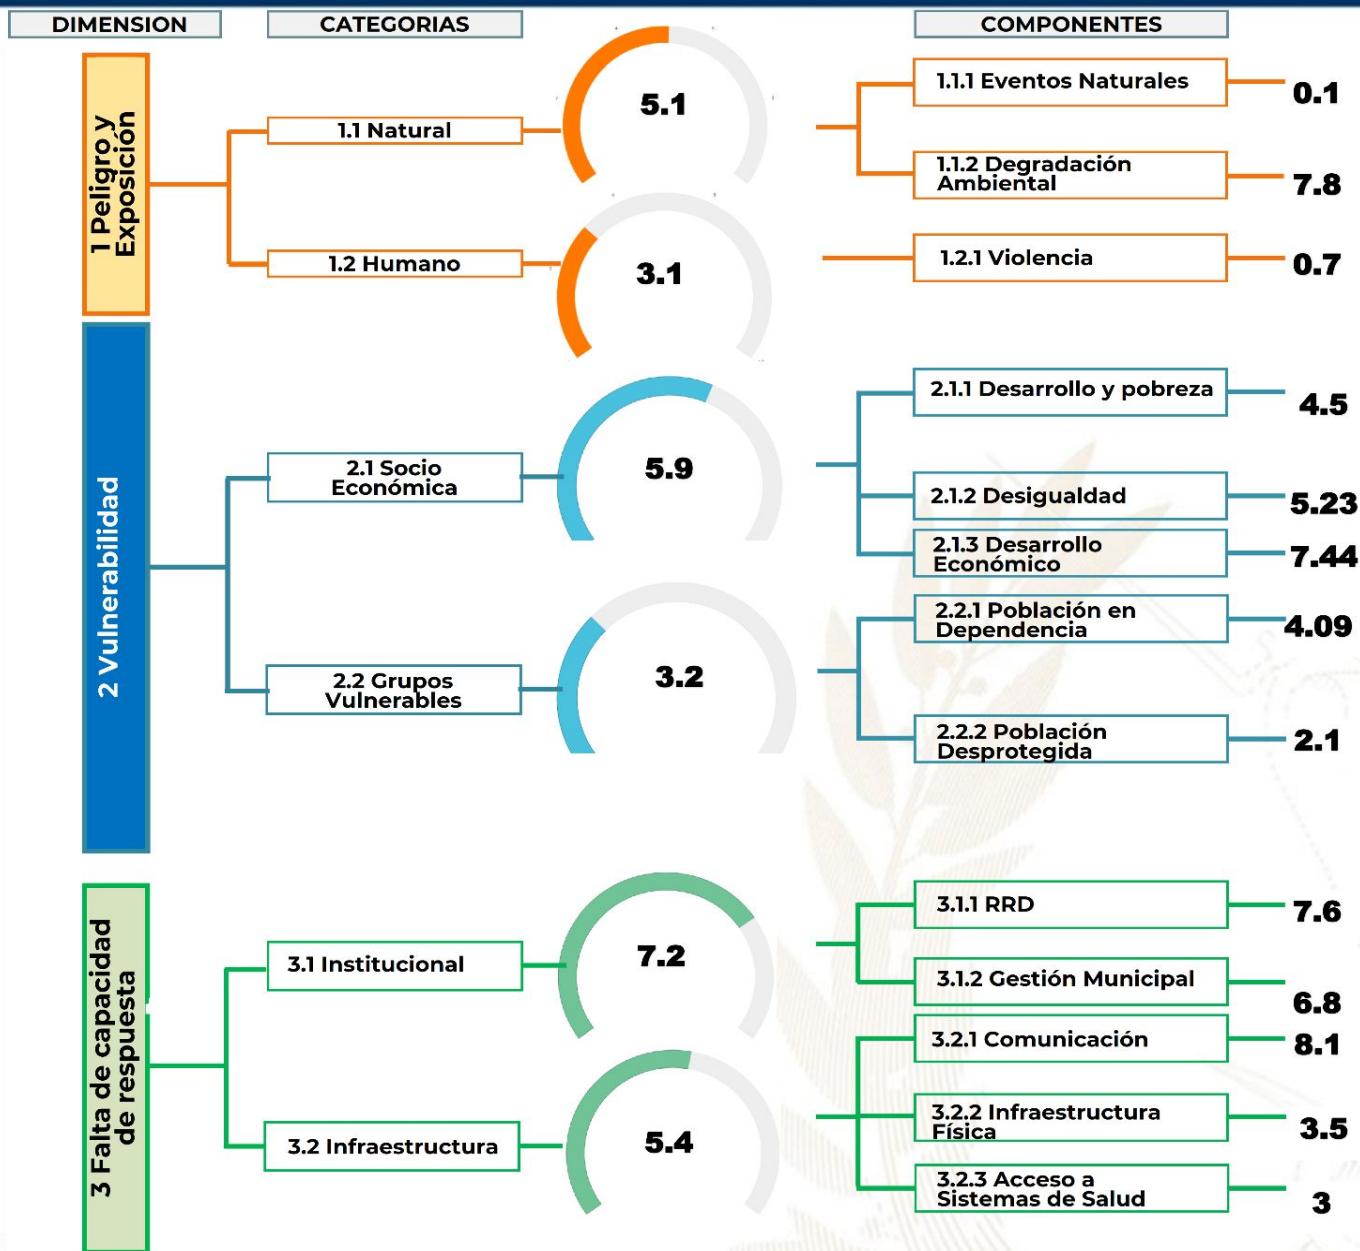 DIMENSION
CATEGORIAS
COMPONENTES
1 Peligro y
Exposición
1.1 Natural
5.1
1.1.1 Eventos Naturales
0.1
1.1.2 Degradación
Ambiental
7.8
1.2 Humano
3.1
1.2.1 Violencia
0.7
2 Vulnerabilidad
2.1 Socio
Económica
5.9
2.1.1 Desarrollo y pobreza
4.5
2.1.2 Desigualdad
5.23
2.1.3 Desarrollo
Económico
7.44
2.2 Grupos
Vulnerables
3.2
2.2.1 Población en
Dependencia
4.09
2.2.2 Población
Desprotegida
2.1
3 Falta de capacidad
de respuesta
3.1 Institucional
7.2
3.1.1 RRD
7.6
3.1.2 Gestión Municipal
6.8
3.2 Infraestructura
5.4
3.2.1 Comunicación
8.1
3.2.2 Infraestructura
Física
3.5
3.2.3 Acceso a
Sistemas de Salud
3